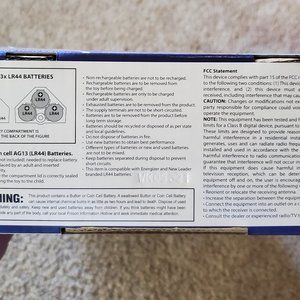 3x LR44 BATTERIES
LR44
LR44
LR44
COMPARTMENT IS
THE BACK OF THE FIGURE
cell AG13 (LR44) Batteries.
not included) needed to replace battery
replaced by an adult and inserted
the compartment lid is correctly sealed
• Non re-chargeable batteries are not to be recharged.
• Rechargeable batteries are to be removed from
the toy before being charged.
• Rechargeable batteries are only to be charged
under adult supervision.
• Exhausted batteries are to be removed from the product
• The supply terminals are not to be short-circuited.
• Batteries are to be removed from the product before
long term storage.
• Batteries should be recycled or disposed of as per state
and local guidelines.
• Do not dispose of batteries in fire.
• Use new batteries to obtain best performance.
• Different types of batteries or new and used batteries
are not to be mixed.
• Keep batteries separated during disposal to prevent
short circuits.
• This item is compatible with Energizer and Heathen
branded LR44 batteries
FCC Statement
This device complies with part 15 of the FCC
to the following two conditions: (1) This device
interference, and (2) this device must
received, including interference that may cause
CAUTION: Changes or modifications not
party responsible for compliance could void
operate the equipment.
NOTE: This equipment has been tested and
for a Class B digital device, pursuant to
These limits are designed to provide
harmful interference in a residential
generates, uses and can radiate radio frequency
installed and used in accordance with the
harmful interference to radio communications
guarantee that interference will not occur
equipment does cause harmful interference to
television reception, which can be
equipment off and on, the user is encouraged
interference by one or more of the following
• Reorient or relocate the receiving antenna.
• Increase the separation between the equipment
• Connect the equipment into an outlet on a
to which the receiver is connected.
• Consult the dealer or experienced radio/TV
NING:
This product contains a Button or Coin Cell Battery. A swallowed Button or Coin Cell Battery
can cause internal chemical burns in as little as two hours and lead to death. Dispose of used
batteries immediately and safely. Keep new and used batteries away from children. If you think batteries might have been
any part of the body, call your local Poison Information Hotline and seek immediate medical attention